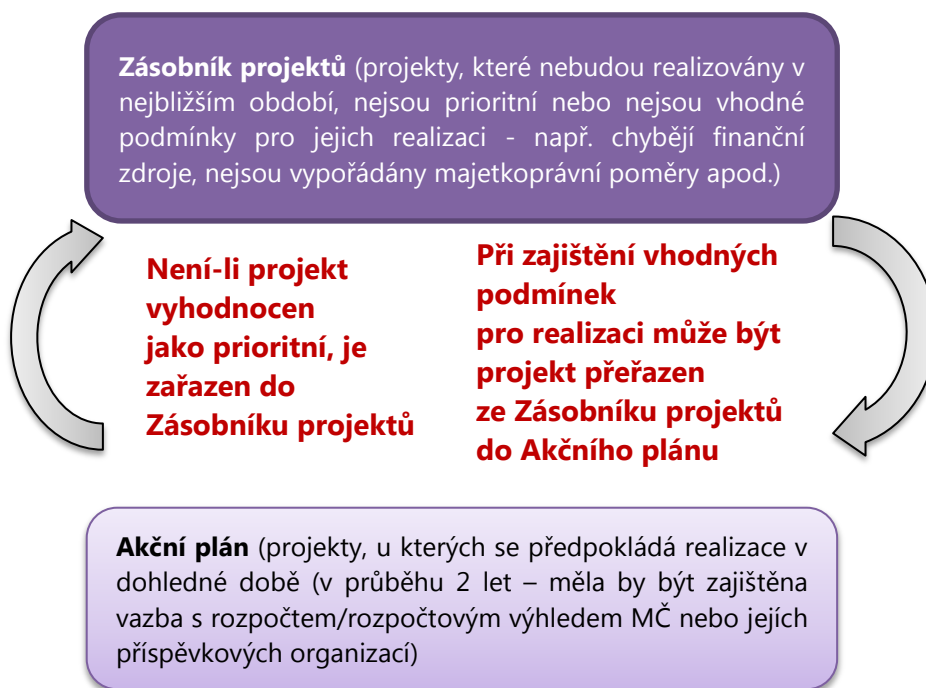 Zásobník projektů (projekty, které nebudou realizovány v
nejbližším období, nejsou prioritní nebo nejsou vhodné
podmínky pro jejich realizaci - např. chybějí finanční
zdroje, nejsou vypořádány majetkoprávní poměry apod.)
Není-li projekt
vyhodnocen
jako prioritní, je
zařazen do
Zásobníku projektů
Při zajištění vhodných
podmínek
pro realizaci může být
projekt přeřazen
ze Zásobníku projektů
do Akčního plánu
Akční plán (projekty, u kterých se předpokládá realizace v
dohledné době (v průběhu 2 let – měla by být zajištěna
vazba s rozpočtem/rozpočtovým výhledem MČ nebo jejích
příspěvkových organizací)